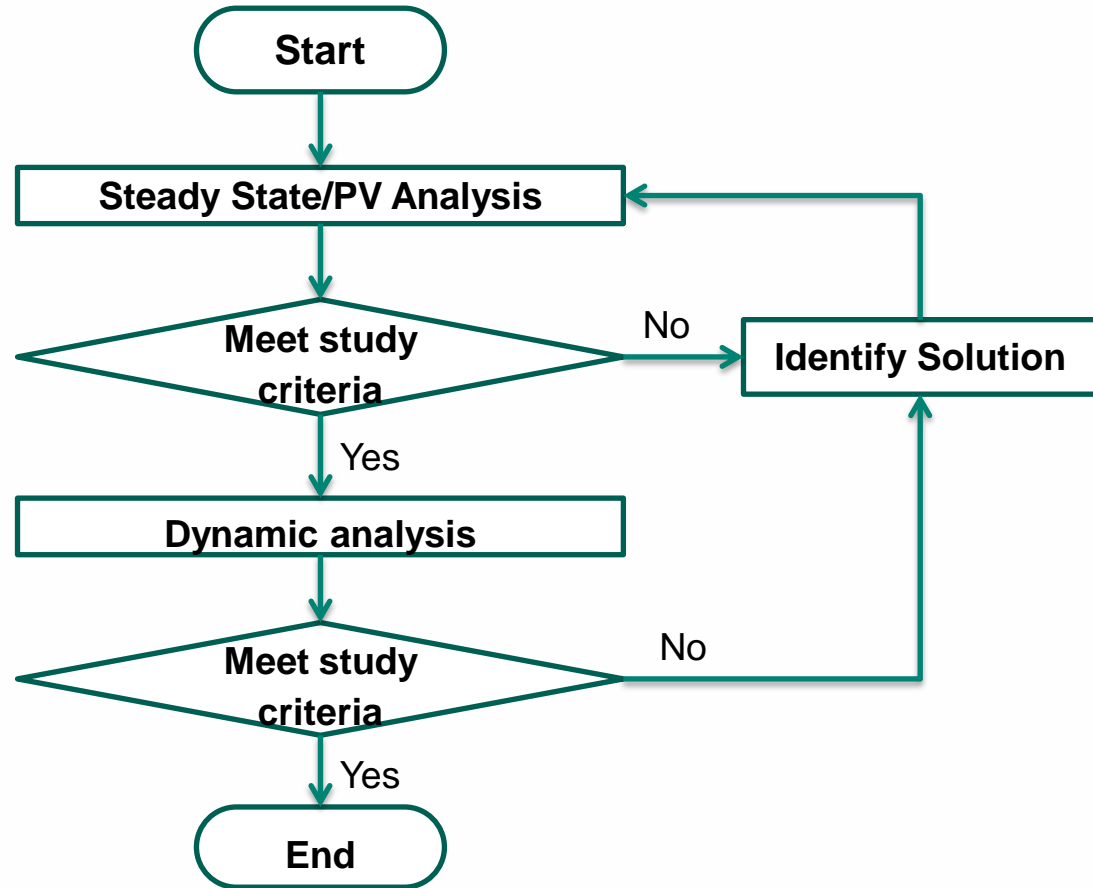 Start
Steady State/PV Analysis
Meet study
criteria
No
Identify Solution
Yes
Dynamic analysis
Meet study
criteria
No
Yes
End